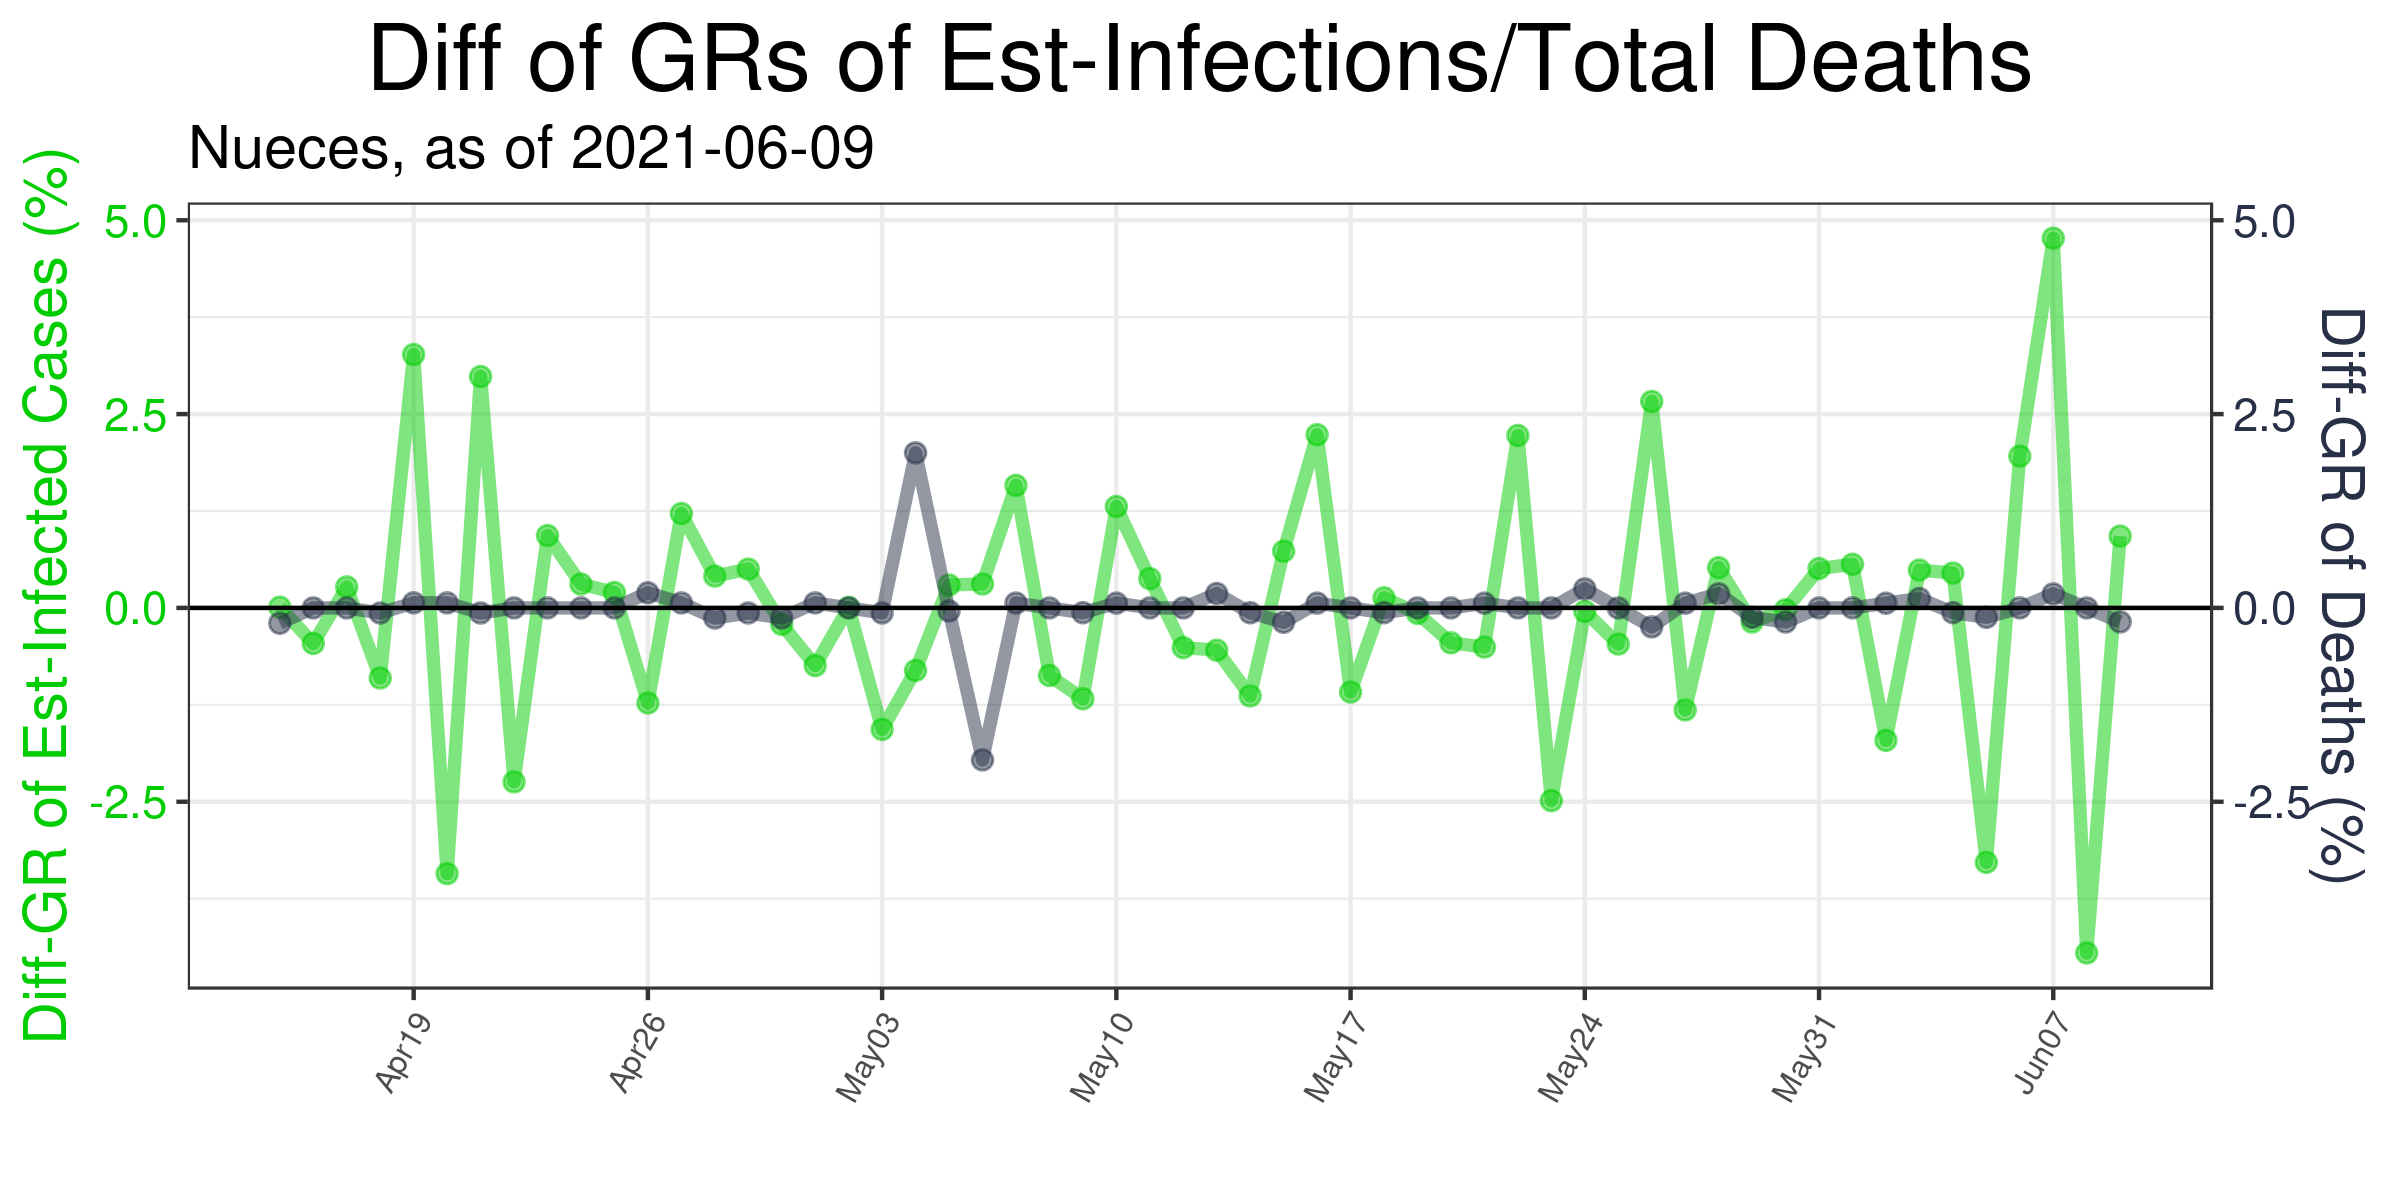 Diff of GRs of Est-Infections/Total Deaths
Nueces, as of 2021-06-09
Diff-GR of Est-Infected Cases (%)
5.0
2.5
0.0
-2.5
5.0
2.5
0.0
-2.5
Diff-GR of Deaths (%)
Apr19
Apr26
May03
May10
May17
May24
May31
Jun07